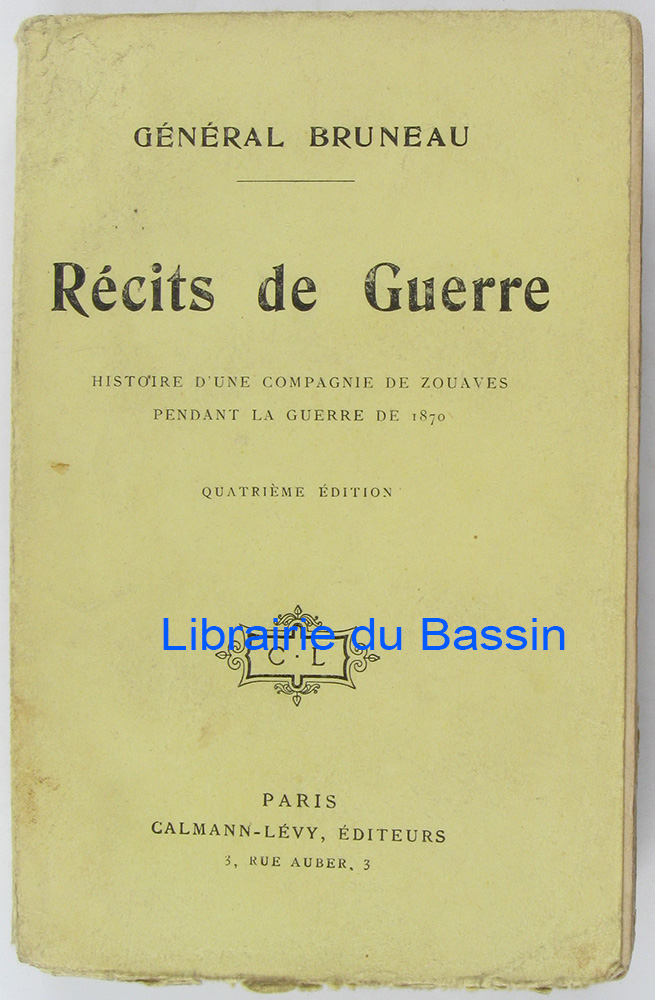 GÉNÉRAL BRUNEAU
Récits de Guerre
HISTOIRE D'UNE COMPAGNIE DE ZOUAVES
PENDANT LA GUERRE DE 1870
QUATRIÈME ÉDITION
Librairie du Bassin
C · L
PARIS
CALMANN-LÉVY, ÉDITEURS
3, RUE AUBER, 3